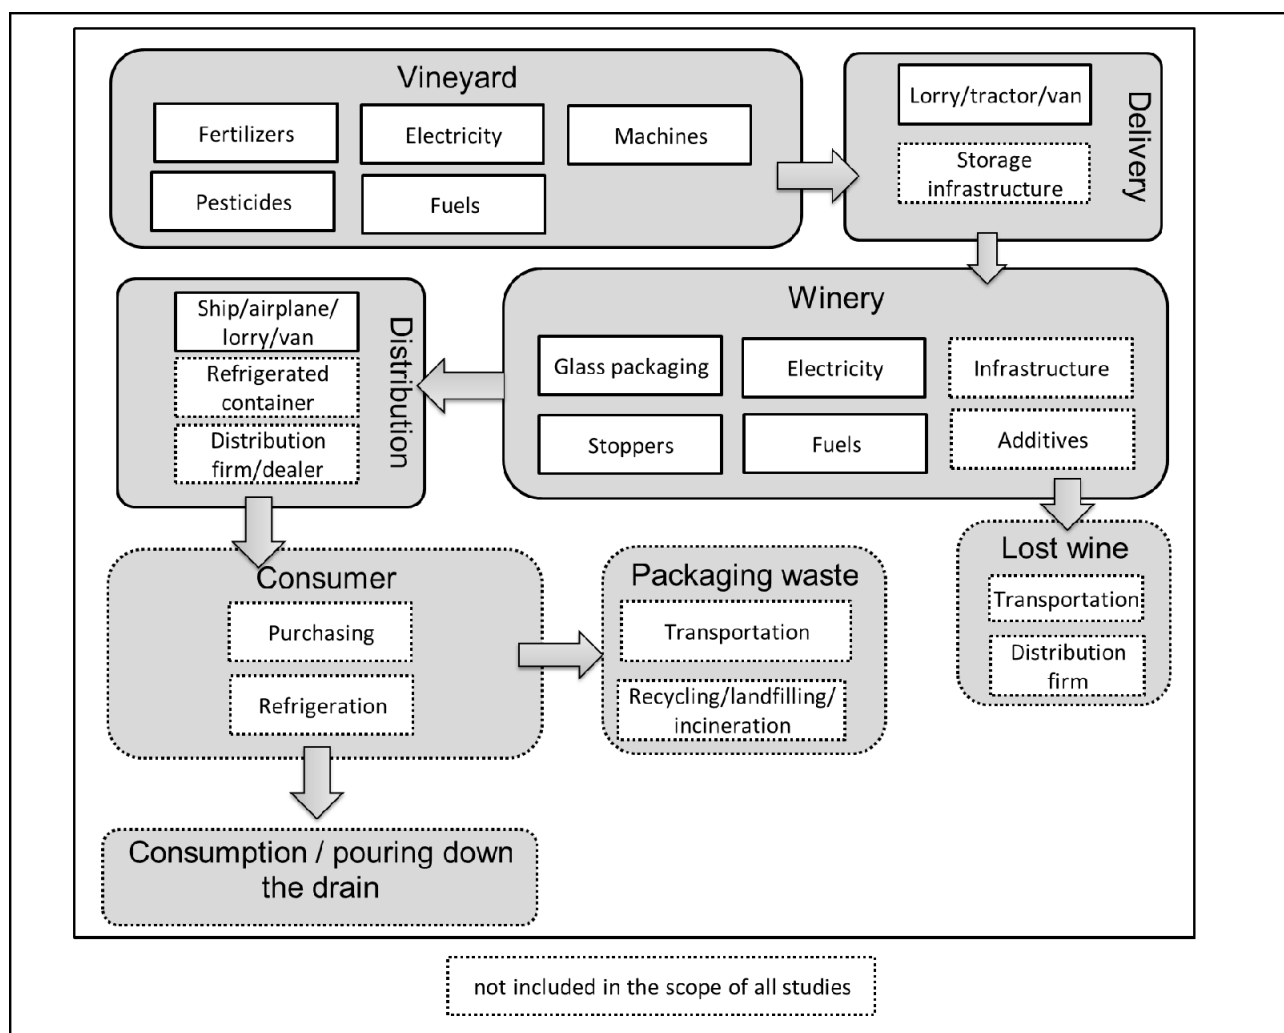 Vineyard
Fertilizers
Electricity
Machines
Pesticides
Fuels
Lorry/tractor/van
Storage
infrastructure
Delivery
Ship/airplane/
lorry/van
Refrigerated
container
Distribution
firm/dealer
Distribution
Winery
Glass packaging
Electricity
Infrastructure
Stoppers
Fuels
Additives
Consumer
Purchasing
Refrigeration
Packaging waste
Transportation
Recycling/landfilling/
incineration
Lost wine
Transportation
Distribution
firm
Consumption / pouring down
the drain
not included in the scope of all studies